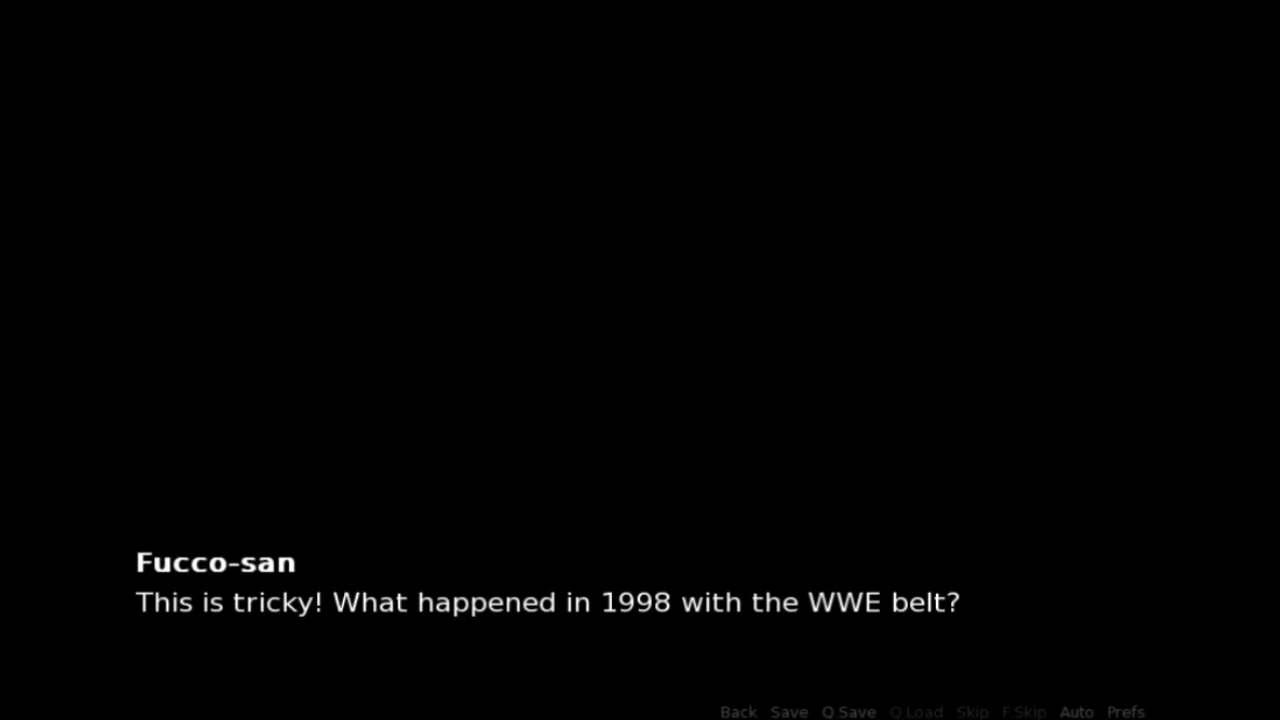 Fucco-san
This is tricky! What happened in 1998 with the WWE belt?
Back Save Q.Save Q.Load Skip F.Skip Auto Prefs